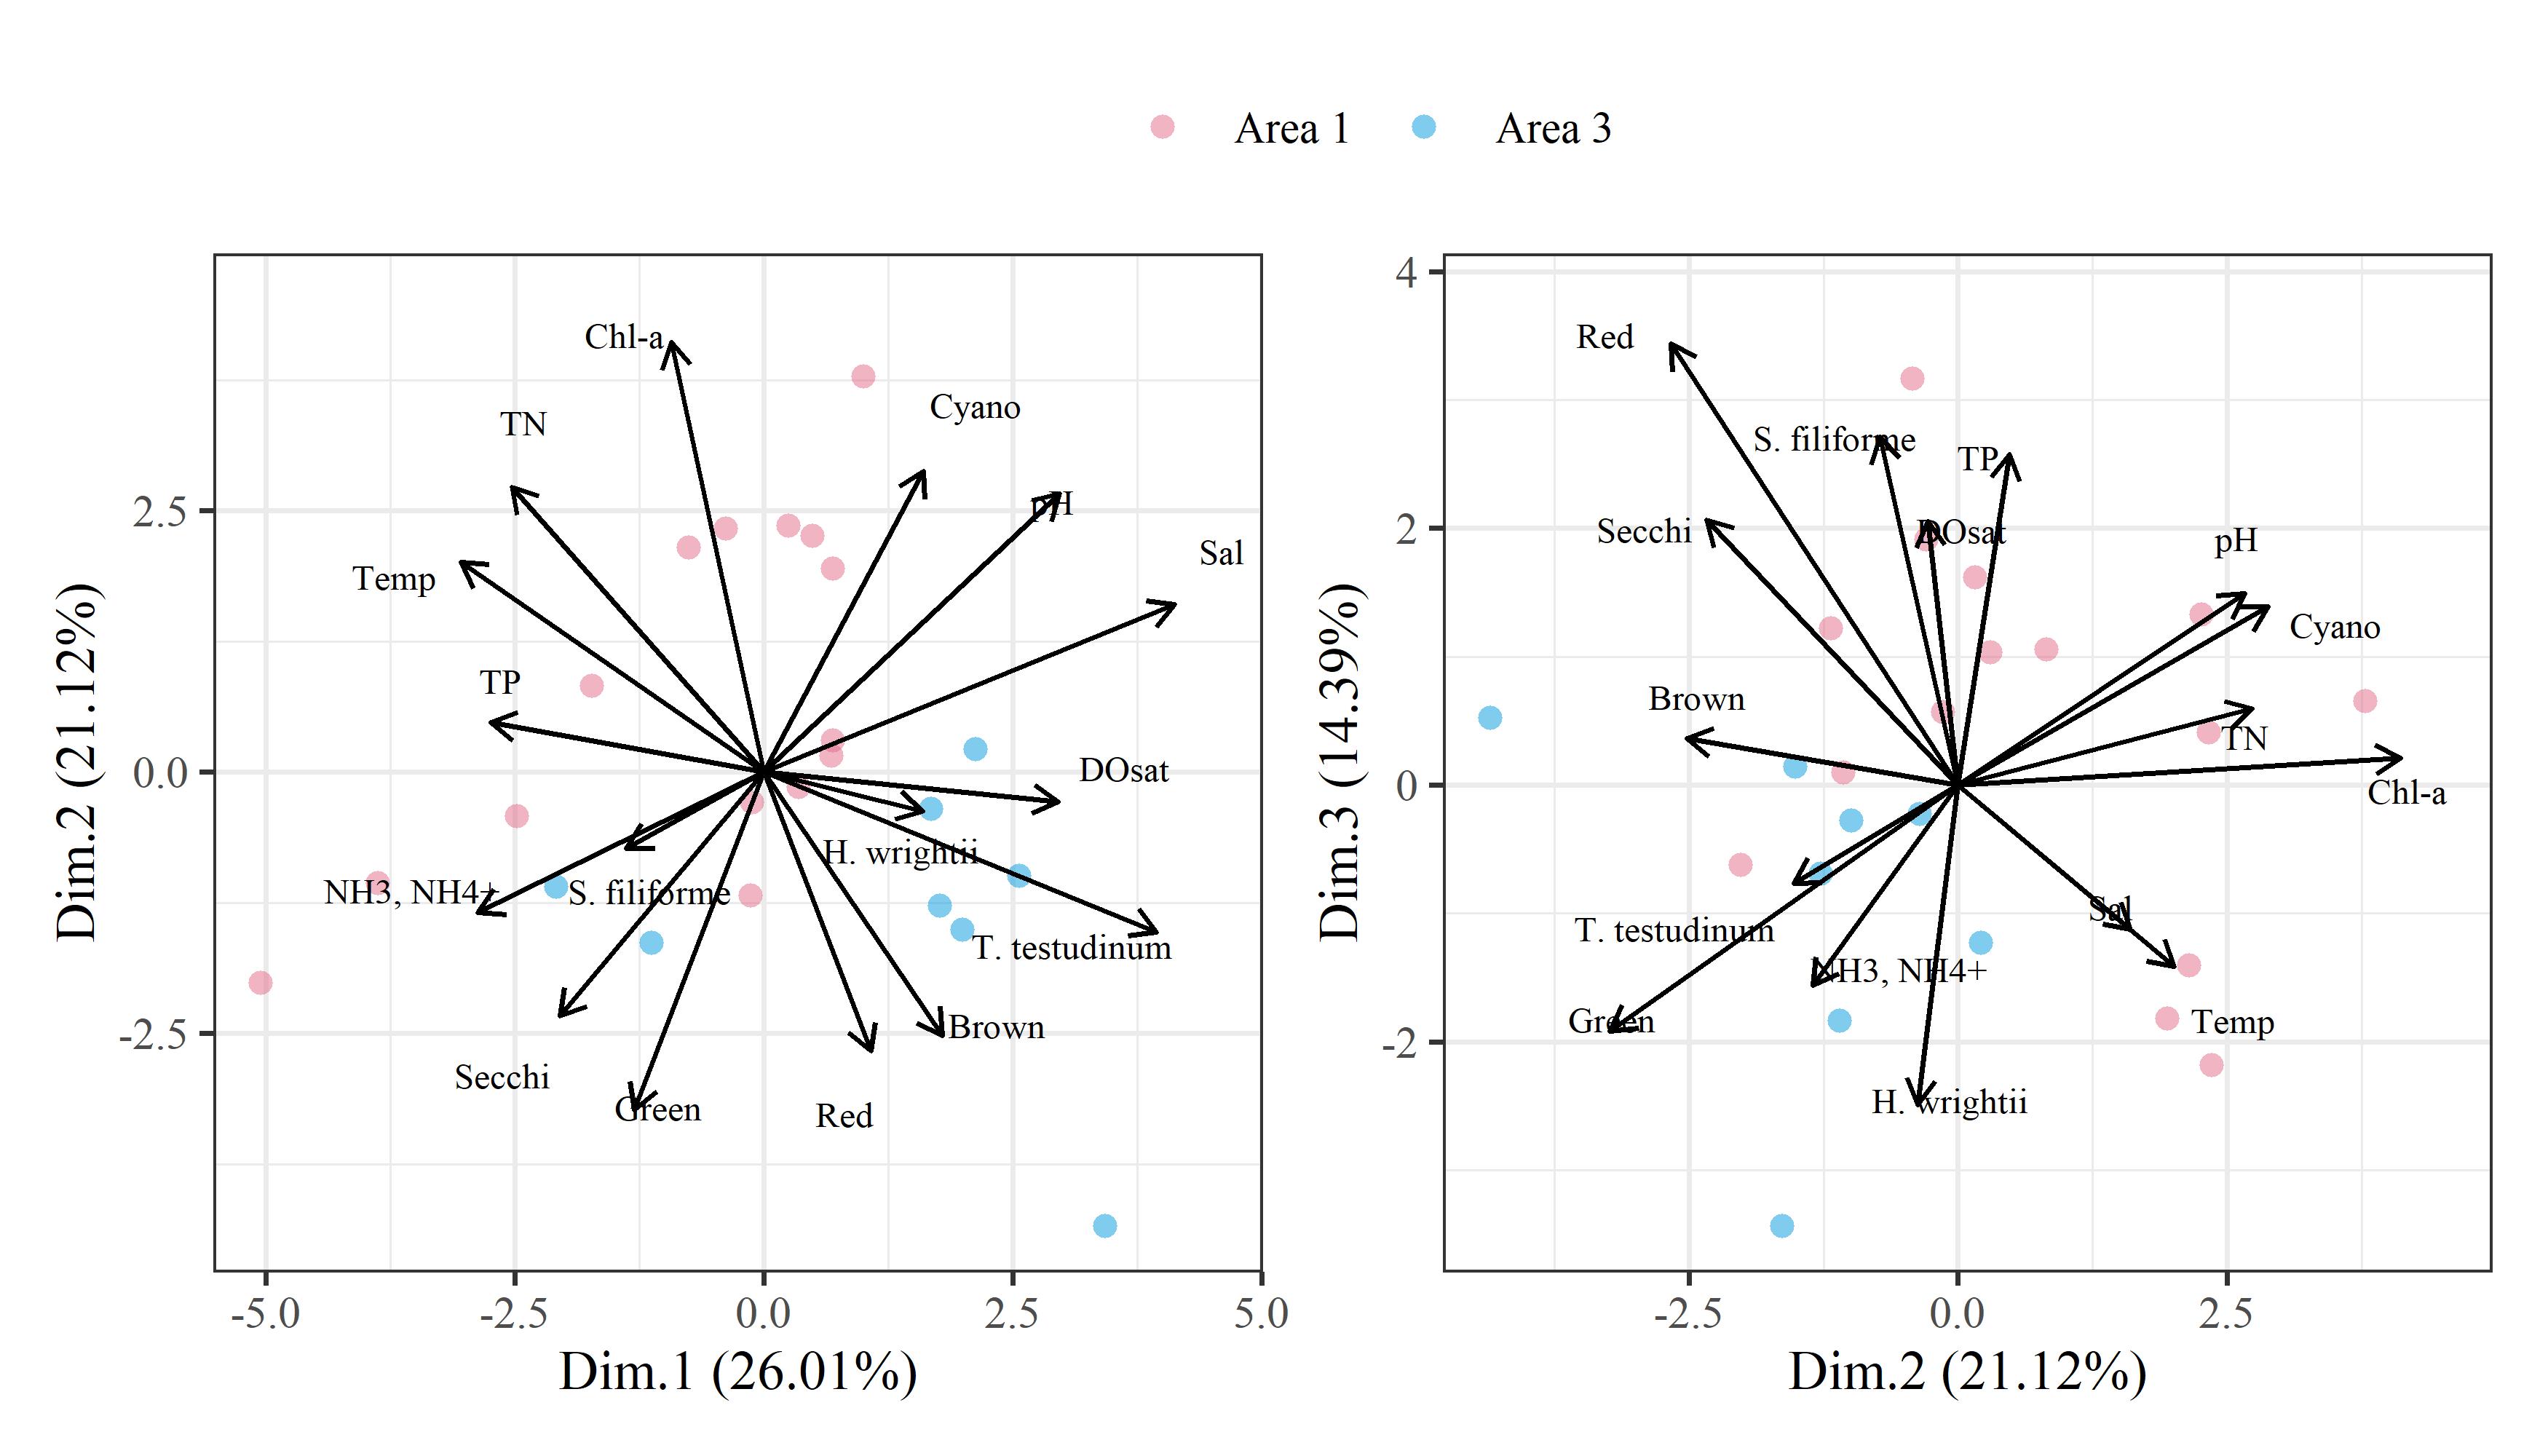 Area 1 Area 3
Chl-a
Cyano
TN
pH
Sal
Temp
TP
DOsat
H. wrightii
NH3, NH4+
S. filiforme
T. testudinum
Brown
Secchi
Green
Red
2.5
0.0
-2.5
-5.0 -2.5 0.0 2.5 5.0
Dim.1 (26.01%)
Dim.2 (21.12%)
Red
S. filiforme
TP
Secchi
DOsat
pH
Cyano
Brown
TN
Chl-a
Sal
T. testudinum
NH3, NH4+
Green
Temp
H. wrightii
4
2
0
-2
-2.5 0.0 2.5
Dim.2 (21.12%)
Dim.3 (14.39%)